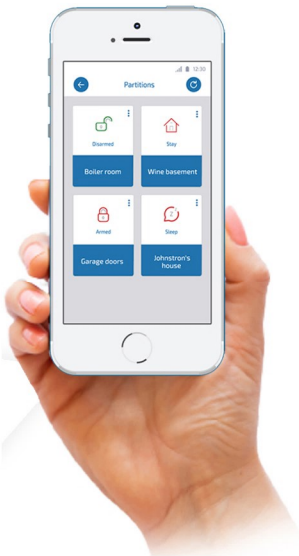 12:30
Partitions
Disarmed
Stay
Boiler room
Wine basement
Armed
Sleep
Garage doors
Johnstron's
house